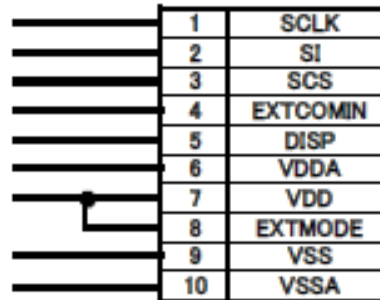 1 SCLK
2 SI
3 SCS
4 EXTCOMIN
5 DISP
6 VDDA
7 VDD
8 EXTMODE
9 VSS
10 VSSA